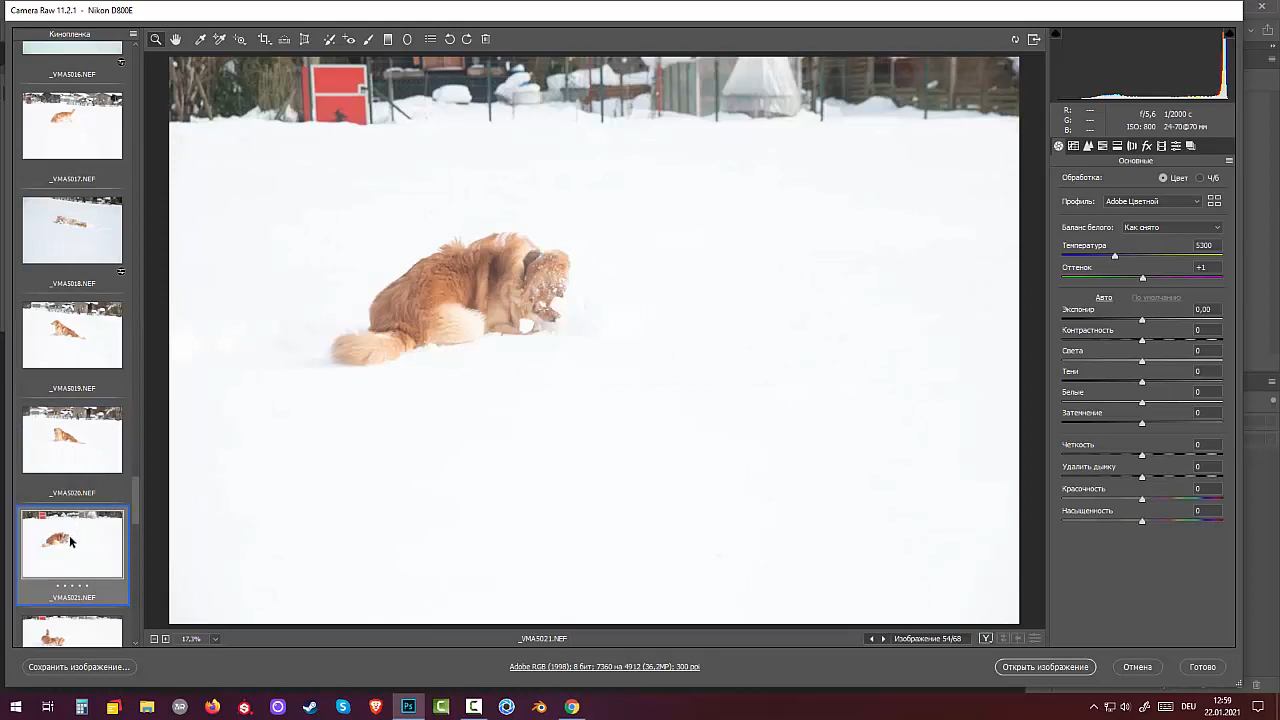 Camera Raw 11.2.1 - Nikon D800E
Кинопленка
_VMA5016.NEF
_VMA5017.NEF
_VMA5018.NEF
_VMA5019.NEF
_VMA5020.NEF
_VMA5021.NEF
Сохранить изображение...
17,3%
_VMA5021.NEF
Изображение 54/68
Y
Adobe RGB (1998); 8 бит; 7360 на 4912 (36,2MP); 300 ppi
Открыть изображение
Отмена
Готово
R: ---
G: ---
B: ---
f/5,6 1/2000 с
ISO: 800 24-70@70 мм
fx
Основные
Обработка: Цвет Ч/б
Профиль: Adobe Цветной
Баланс белого: Как снято
Температура 5300
Оттенок +1
Авто По умолчанию
Экспонир 0,00
Контрастность 0
Света 0
Тени 0
Белые 0
Затемнение 0
Четкость 0
Удалить дымку 0
Красочность 0
Насыщенность 0
Ps
DEU
12:59
22.01.2021